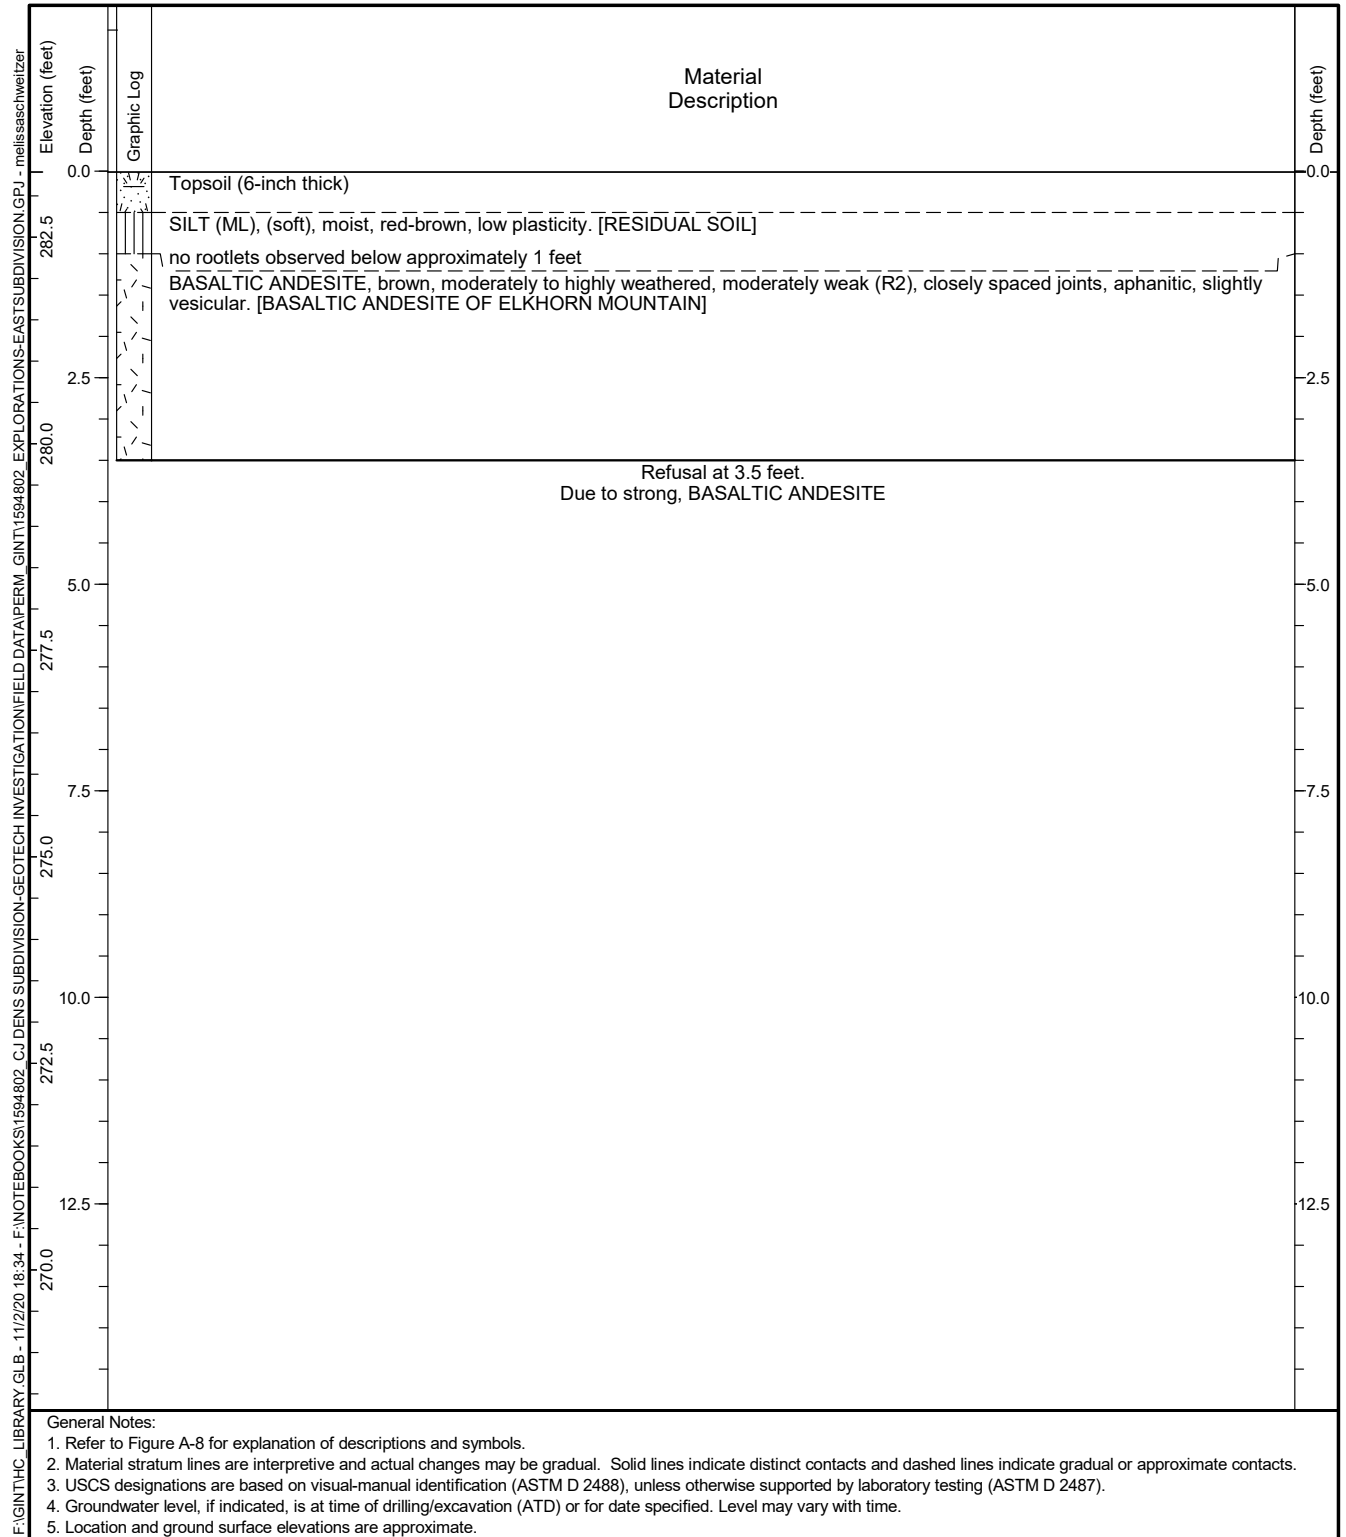 F:\GINT\HC_LIBRARY.GLB - 11/2/20 18:34 - F:\NOTEBOOKS\1594802_CJ DENS SUBDIVISION-GEOTECH INVESTIGATION\FIELD DATA\PERM_GINT\1594802_EXPLORATIONS-EASTSUBDIVISION.GPJ - melissaschweitzer
Elevation (feet)
Depth (feet)
Graphic Log
Material
Description
Depth (feet)
0.0
0.0
Topsoil (6-inch thick)
282.5
SILT (ML), (soft), moist, red-brown, low plasticity. [RESIDUAL SOIL]
no rootlets observed below approximately 1 feet
BASALTIC ANDESITE, brown, moderately to highly weathered, moderately weak (R2), closely spaced joints, aphanitic, slightly
vesicular. [BASALTIC ANDESITE OF ELKHORN MOUNTAIN]
2.5
2.5
280.0
Refusal at 3.5 feet.
Due to strong, BASALTIC ANDESITE
5.0
5.0
277.5
7.5
7.5
275.0
10.0
10.0
272.5
12.5
12.5
270.0
General Notes:
1. Refer to Figure A-8 for explanation of descriptions and symbols.
2. Material stratum lines are interpretive and actual changes may be gradual. Solid lines indicate distinct contacts and dashed lines indicate gradual or approximate contacts.
3. USCS designations are based on visual-manual identification (ASTM D 2488), unless otherwise supported by laboratory testing (ASTM D 2487).
4. Groundwater level, if indicated, is at time of drilling/excavation (ATD) or for date specified. Level may vary with time.
5. Location and ground surface elevations are approximate.